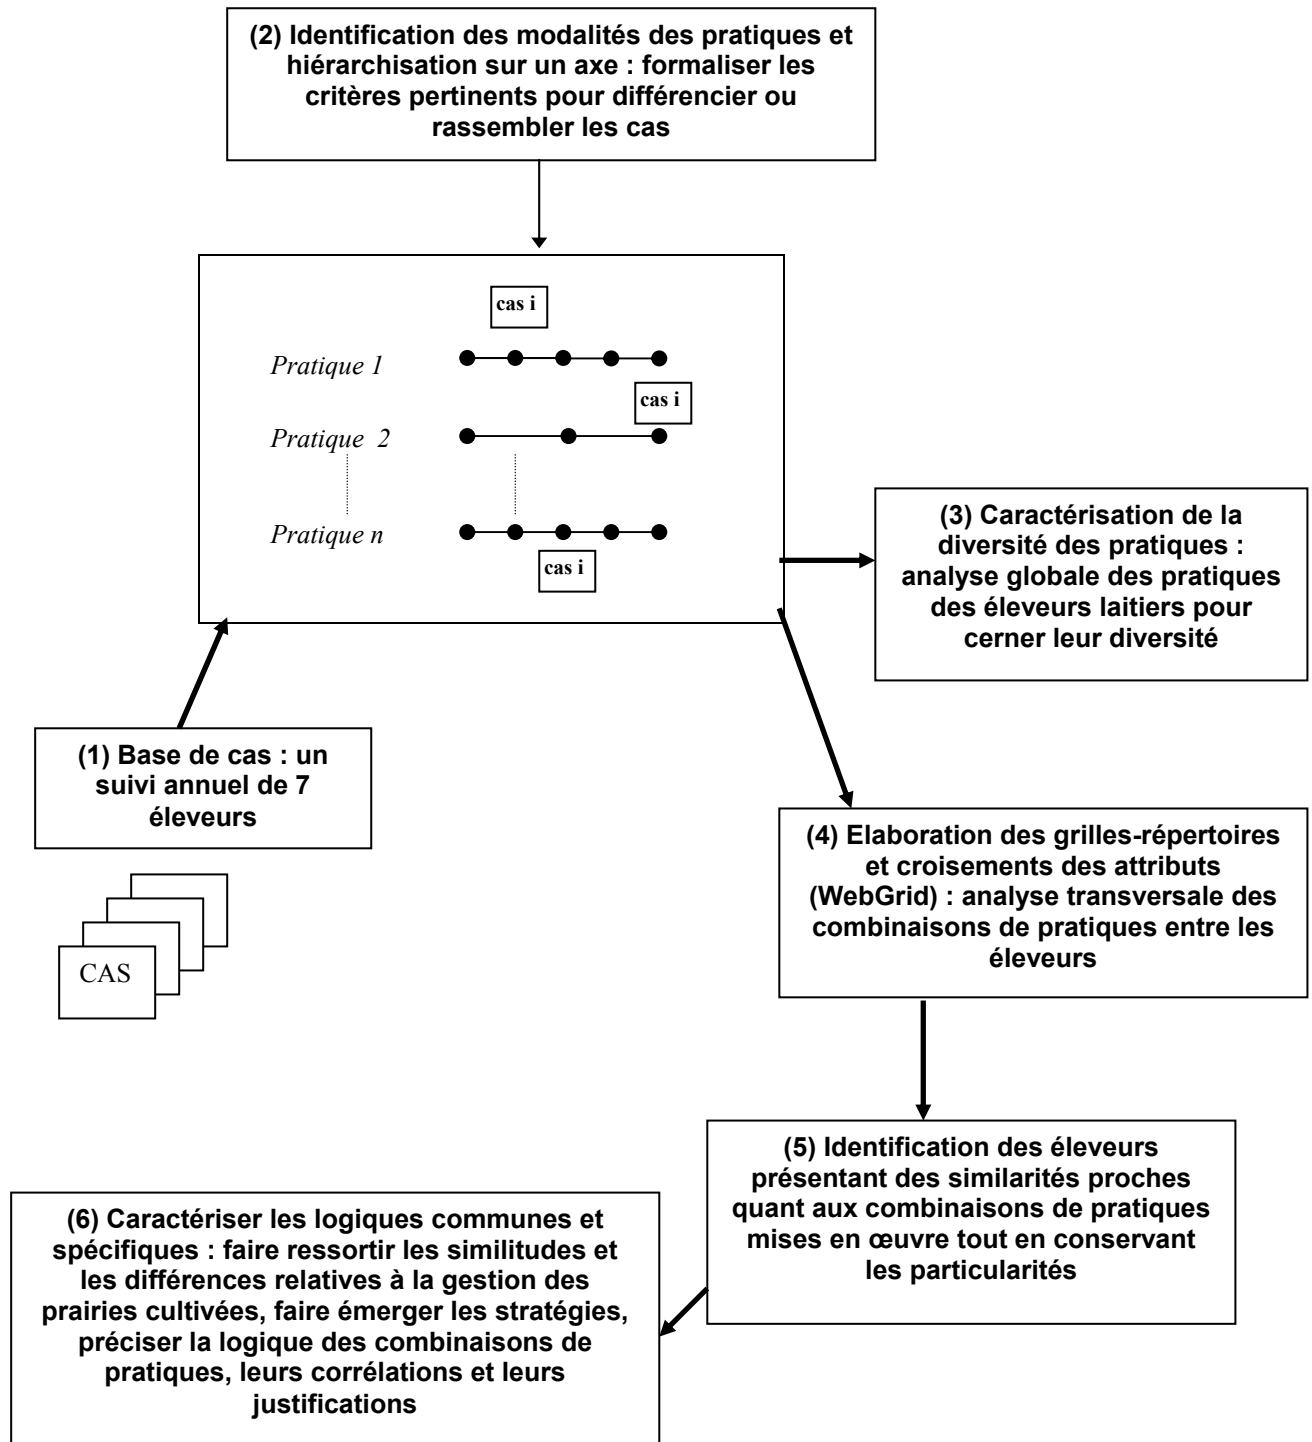 (2) Identification des modalités des pratiques et
hiérarchisation sur un axe : formaliser les
critères pertinents pour différencier ou
rassembler les cas
cas i
Pratique 1
cas i
Pratique 2
Pratique n
cas i
(3) Caractérisation de la
diversité des pratiques :
analyse globale des pratiques
des éleveurs laitiers pour
cerner leur diversité
(1) Base de cas : un
suivi annuel de 7
éleveurs
CAS
(4) Elaboration des grilles-répertoires
et croisements des attributs
(WebGrid) : analyse transversale des
combinaisons de pratiques entre les
éleveurs
(5) Identification des éleveurs
présentant des similarités proches
quant aux combinaisons de pratiques
mises en œuvre tout en conservant
les particularités
(6) Caractériser les logiques communes et
spécifiques : faire ressortir les similitudes et
les différences relatives à la gestion des
prairies cultivées, faire émerger les stratégies,
préciser la logique des combinaisons de
pratiques, leurs corrélations et leurs
justifications